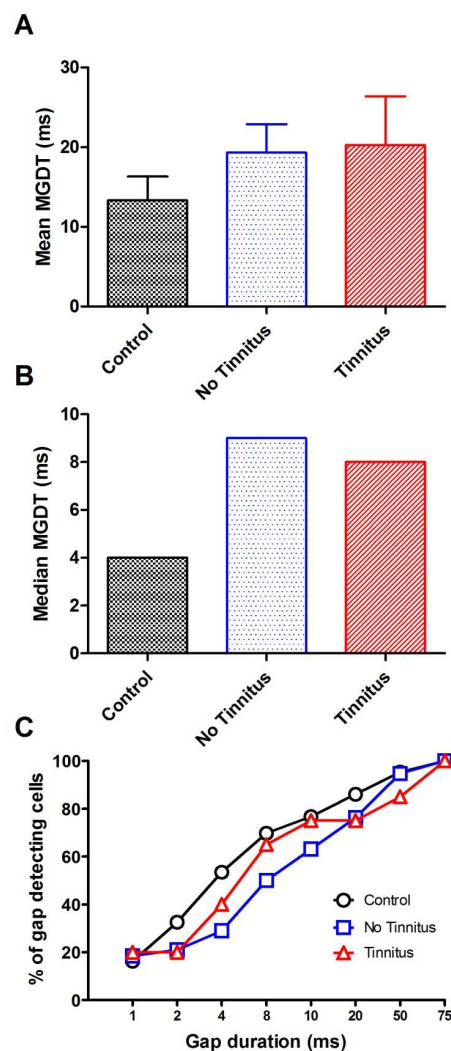 A
Mean MGDT (ms)
30
20
10
0
Control
No Tinnitus
Tinnitus
B
Median MGDT (ms)
10
8
6
4
2
0
Control
No Tinnitus
Tinnitus
C
% of gap detecting cells
100
80
60
40
20
0
Control
No Tinnitus
Tinnitus
1 2 4 8 10 20 50 75
Gap duration (ms)